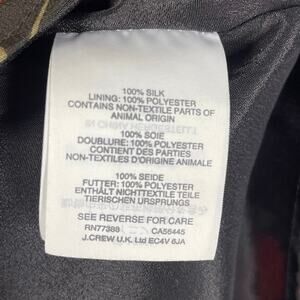 100% SILK
LINING: 100% POLYESTER
CONTAINS NON-TEXTILE PARTS OF
ANIMAL ORIGIN
100% SOIE
DOUBLURE: 100% POLYESTER
CONTIENT DES PARTIES
NON-TEXTILES D'ORIGINE ANIMALE
100% SEIDE
FUTTER: 100% POLYESTER
ENTHÄLT NICHTTEXTILE TEILE
TIERISCHEN URSPRUNGS
SEE REVERSE FOR CARE
RN77388 CA56445
J.CREW U.K. Ltd EC4V 6JA